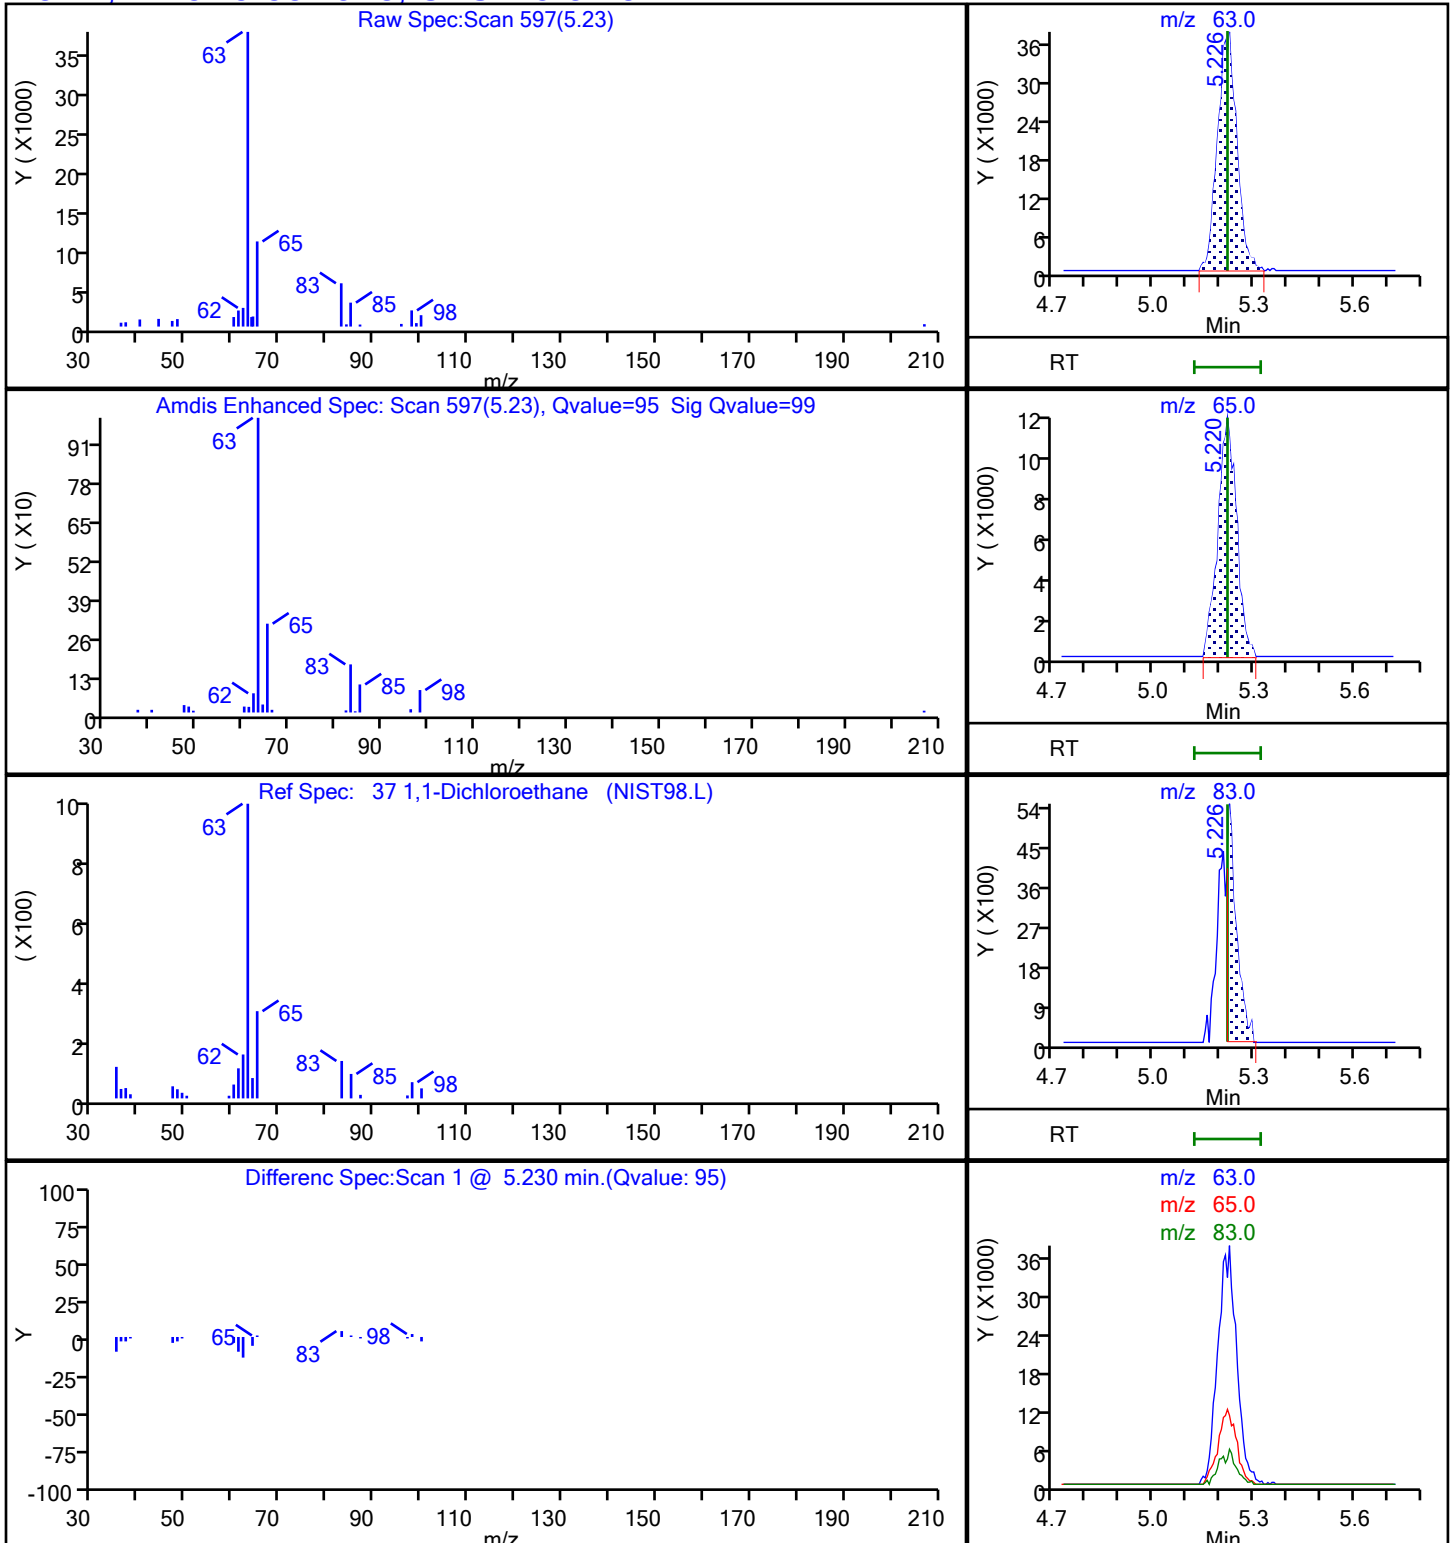 Raw Spec:Scan 597(5.23)
63
65
83
85
62
98
35
30
25
20
15
10
5
0
Y ( X1000)
30 50 70 90 110 130 150 170 190 210
m/z
m/z 63.0
5.226
36
30
24
18
12
6
0
Y ( X1000)
4.7 5.0 5.3 5.6
Min
RT
Amdis Enhanced Spec: Scan 597(5.23), Qvalue=95 Sig Qvalue=99
63
65
83
85
62
98
91
78
65
52
39
26
13
0
Y ( X10)
30 50 70 90 110 130 150 170 190 210
m/z
m/z 65.0
5.220
12
10
8
6
4
2
0
Y ( X1000)
4.7 5.0 5.3 5.6
Min
RT
Ref Spec: 37 1,1-Dichloroethane (NIST98.L)
63
65
62
83
85
98
10
8
6
4
2
0
( X100)
30 50 70 90 110 130 150 170 190 210
m/z 83.0
5.226
54
45
36
27
18
9
0
Y ( X100)
4.7 5.0 5.3 5.6
Min
RT
Differenc Spec:Scan 1 @ 5.230 min.(Qvalue: 95)
65
83
98
100
75
50
25
0
-25
-50
-75
-100
Y
30 50 70 90 110 130 150 170 190 210
m/z
m/z 63.0
m/z 65.0
m/z 83.0
36
30
24
18
12
6
0
Y ( X1000)
4.7 5.0 5.3 5.6
Min